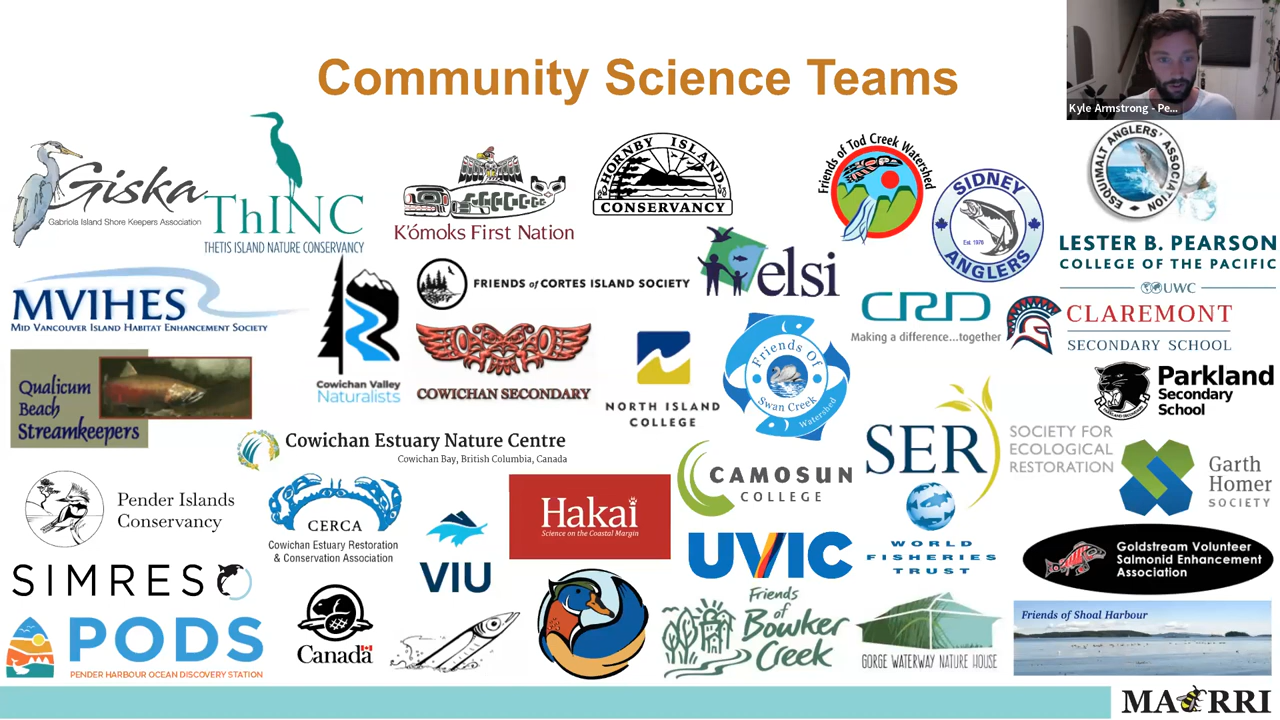 Community Science Teams
Kyle Armstrong - Pe...
Giska
Gabriola Island Shore Keepers Association
ThINC
THETIS ISLAND NATURE CONSERVANCY
K'ómoks First Nation
HORNBY ISLAND
CONSERVANCY
Friends of Tod Creek Watershed
SIDNEY
Est. 1976
ANGLERS
ESQUIMALT ANGLERS' ASSOCIATION
LESTER B. PEARSON
COLLEGE OF THE PACIFIC
UWC
MVIHES
MID VANCOUVER ISLAND HABITAT ENHANCEMENT SOCIETY
Cowichan Valley
Naturalists
FRIENDS OF CORTES ISLAND SOCIETY
elsi
CRD
Making a difference...together
CLAREMONT
SECONDARY SCHOOL
Qualicum
Beach
Streamkeepers
COWICHAN SECONDARY
NORTH ISLAND
COLLEGE
Friends Of
Swan Creek
Watershed
Parkland
Secondary
School
Cowichan Estuary Nature Centre
Cowichan Bay, British Columbia, Canada
CAMOSUN
COLLEGE
SER
SOCIETY FOR
ECOLOGICAL
RESTORATION
Garth
Homer
SOCIETY
Pender Islands
Conservancy
CERCA
Cowichan Estuary Restoration
& Conservation Association
VIU
Hakai
Science on the Coastal Margin
UVIC
WORLD
FISHERIES
TRUST
Goldstream Volunteer
Salmonid Enhancement
Association
SIMRES
PODS
PENDER HARBOUR OCEAN DISCOVERY STATION
Canada
Friends
of
Bowker
Creek
GORGE WATERWAY NATURE HOUSE
Friends of Shoal Harbour
MABRRI